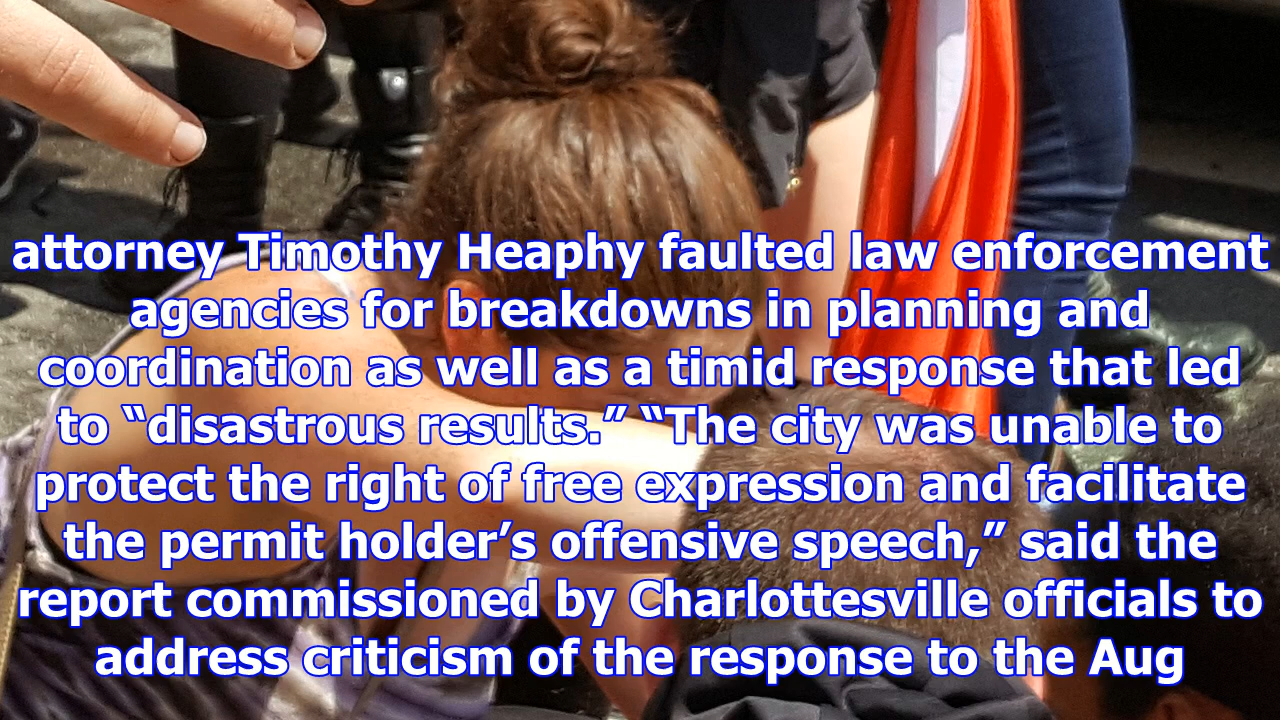 attorney Timothy Heaphy faulted law enforcement
agencies for breakdowns in planning and
coordination as well as a timid response that led
to “disastrous results.” “The city was unable to
protect the right of free expression and facilitate
the permit holder’s offensive speech,” said the
report commissioned by Charlottesville officials to
address criticism of the response to the Aug